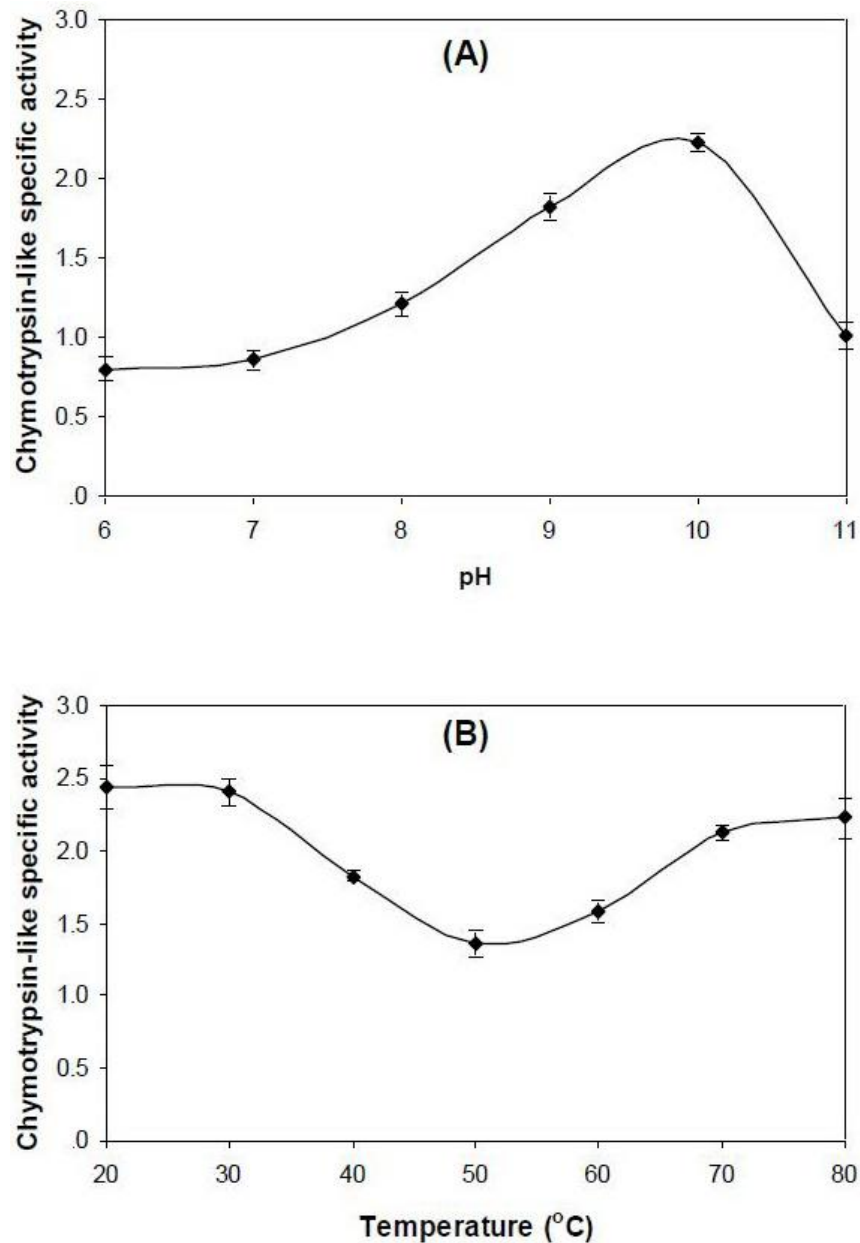 (A)
Chymotrypsin-like specific activity
3.0
2.5
2.0
1.5
1.0
0.5
.0
6 7 8 9 10 11
pH
(B)
Chymotrypsin-like specific activity
3.0
2.5
2.0
1.5
1.0
0.5
.0
20 30 40 50 60 70 80
Temperature (°C)